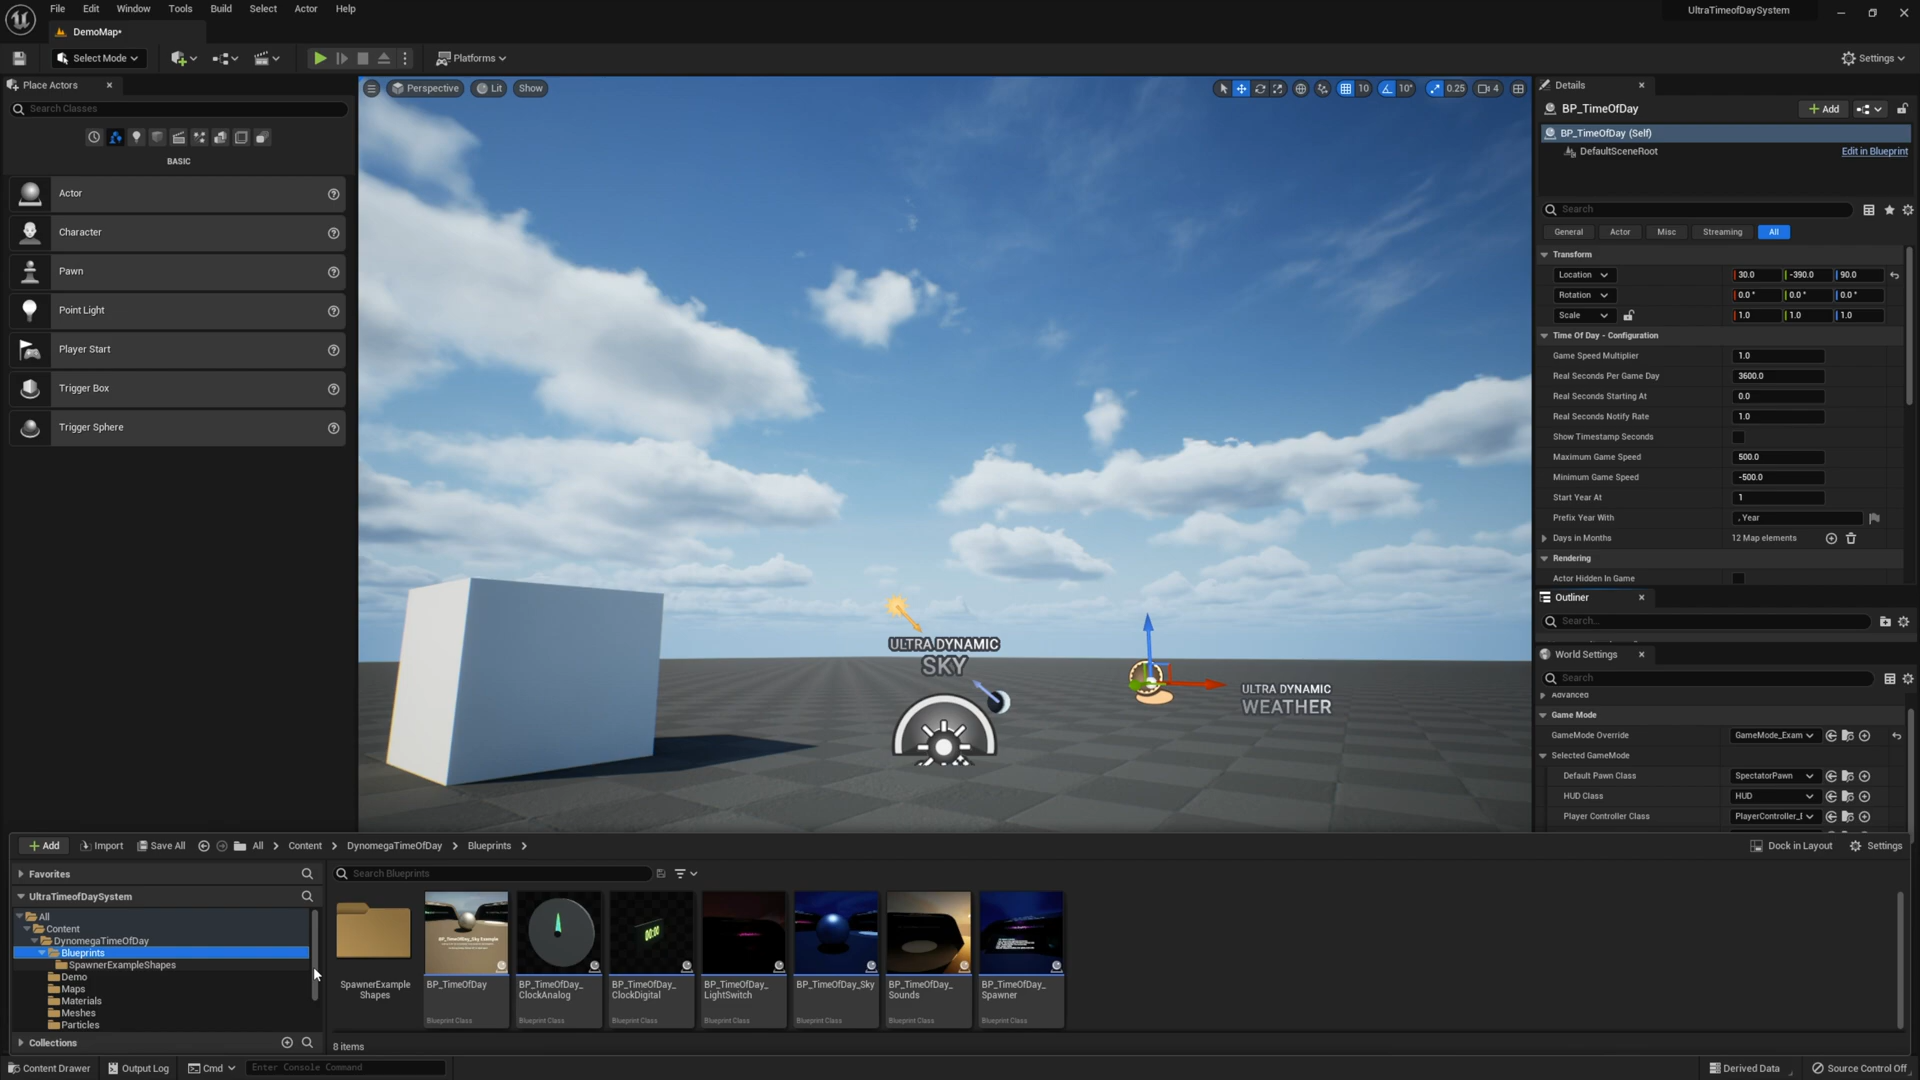 File Edit Window Tools Build Select Actor Help
UltraTimeofDaySystem
DemoMap*
Select Mode
Platforms
Settings
Place Actors
Search Classes
BASIC
Actor
Character
Pawn
Point Light
Player Start
Trigger Box
Trigger Sphere
Perspective Lit Show
10 10° 0.25 4
ULTRA DYNAMIC
SKY
ULTRA DYNAMIC
WEATHER
Details
BP_TimeOfDay
Add
BP_TimeOfDay (Self)
DefaultSceneRoot Edit in Blueprint
Search
General Actor Misc Streaming All
Transform
Location 30.0 -390.0 90.0
Rotation 0.0° 0.0° 0.0°
Scale 1.0 1.0 1.0
Time Of Day - Configuration
Game Speed Multiplier 1.0
Real Seconds Per Game Day 3600.0
Real Seconds Starting At 0.0
Real Seconds Notify Rate 1.0
Show Timestamp Seconds
Maximum Game Speed 500.0
Minimum Game Speed -500.0
Start Year At 1
Prefix Year With , Year
Days in Months 12 Map elements
Rendering
Actor Hidden In Game
Outliner
Search...
World Settings
Search
Advanced
Game Mode
GameMode Override GameMode_Exam
Selected GameMode
Default Pawn Class SpectatorPawn
HUD Class HUD
Player Controller Class PlayerController_
Add Import Save All All Content DynomegaTimeOfDay Blueprints
Dock in Layout Settings
Favorites
UltraTimeofDaySystem
All
Content
DynomegaTimeOfDay
Blueprints
SpawnerExampleShapes
Demo
Maps
Materials
Meshes
Particles
Collections
Search Blueprints
00:00
SpawnerExample
Shapes
BP_TimeOfDay
Blueprint Class
BP_TimeOfDay_
ClockAnalog
Blueprint Class
BP_TimeOfDay_
ClockDigital
Blueprint Class
BP_TimeOfDay_
LightSwitch
Blueprint Class
BP_TimeOfDay_Sky
Blueprint Class
BP_TimeOfDay_
Sounds
Blueprint Class
BP_TimeOfDay_
Spawner
Blueprint Class
8 items
Content Drawer Output Log Cmd Enter Console Command
Derived Data Source Control Off